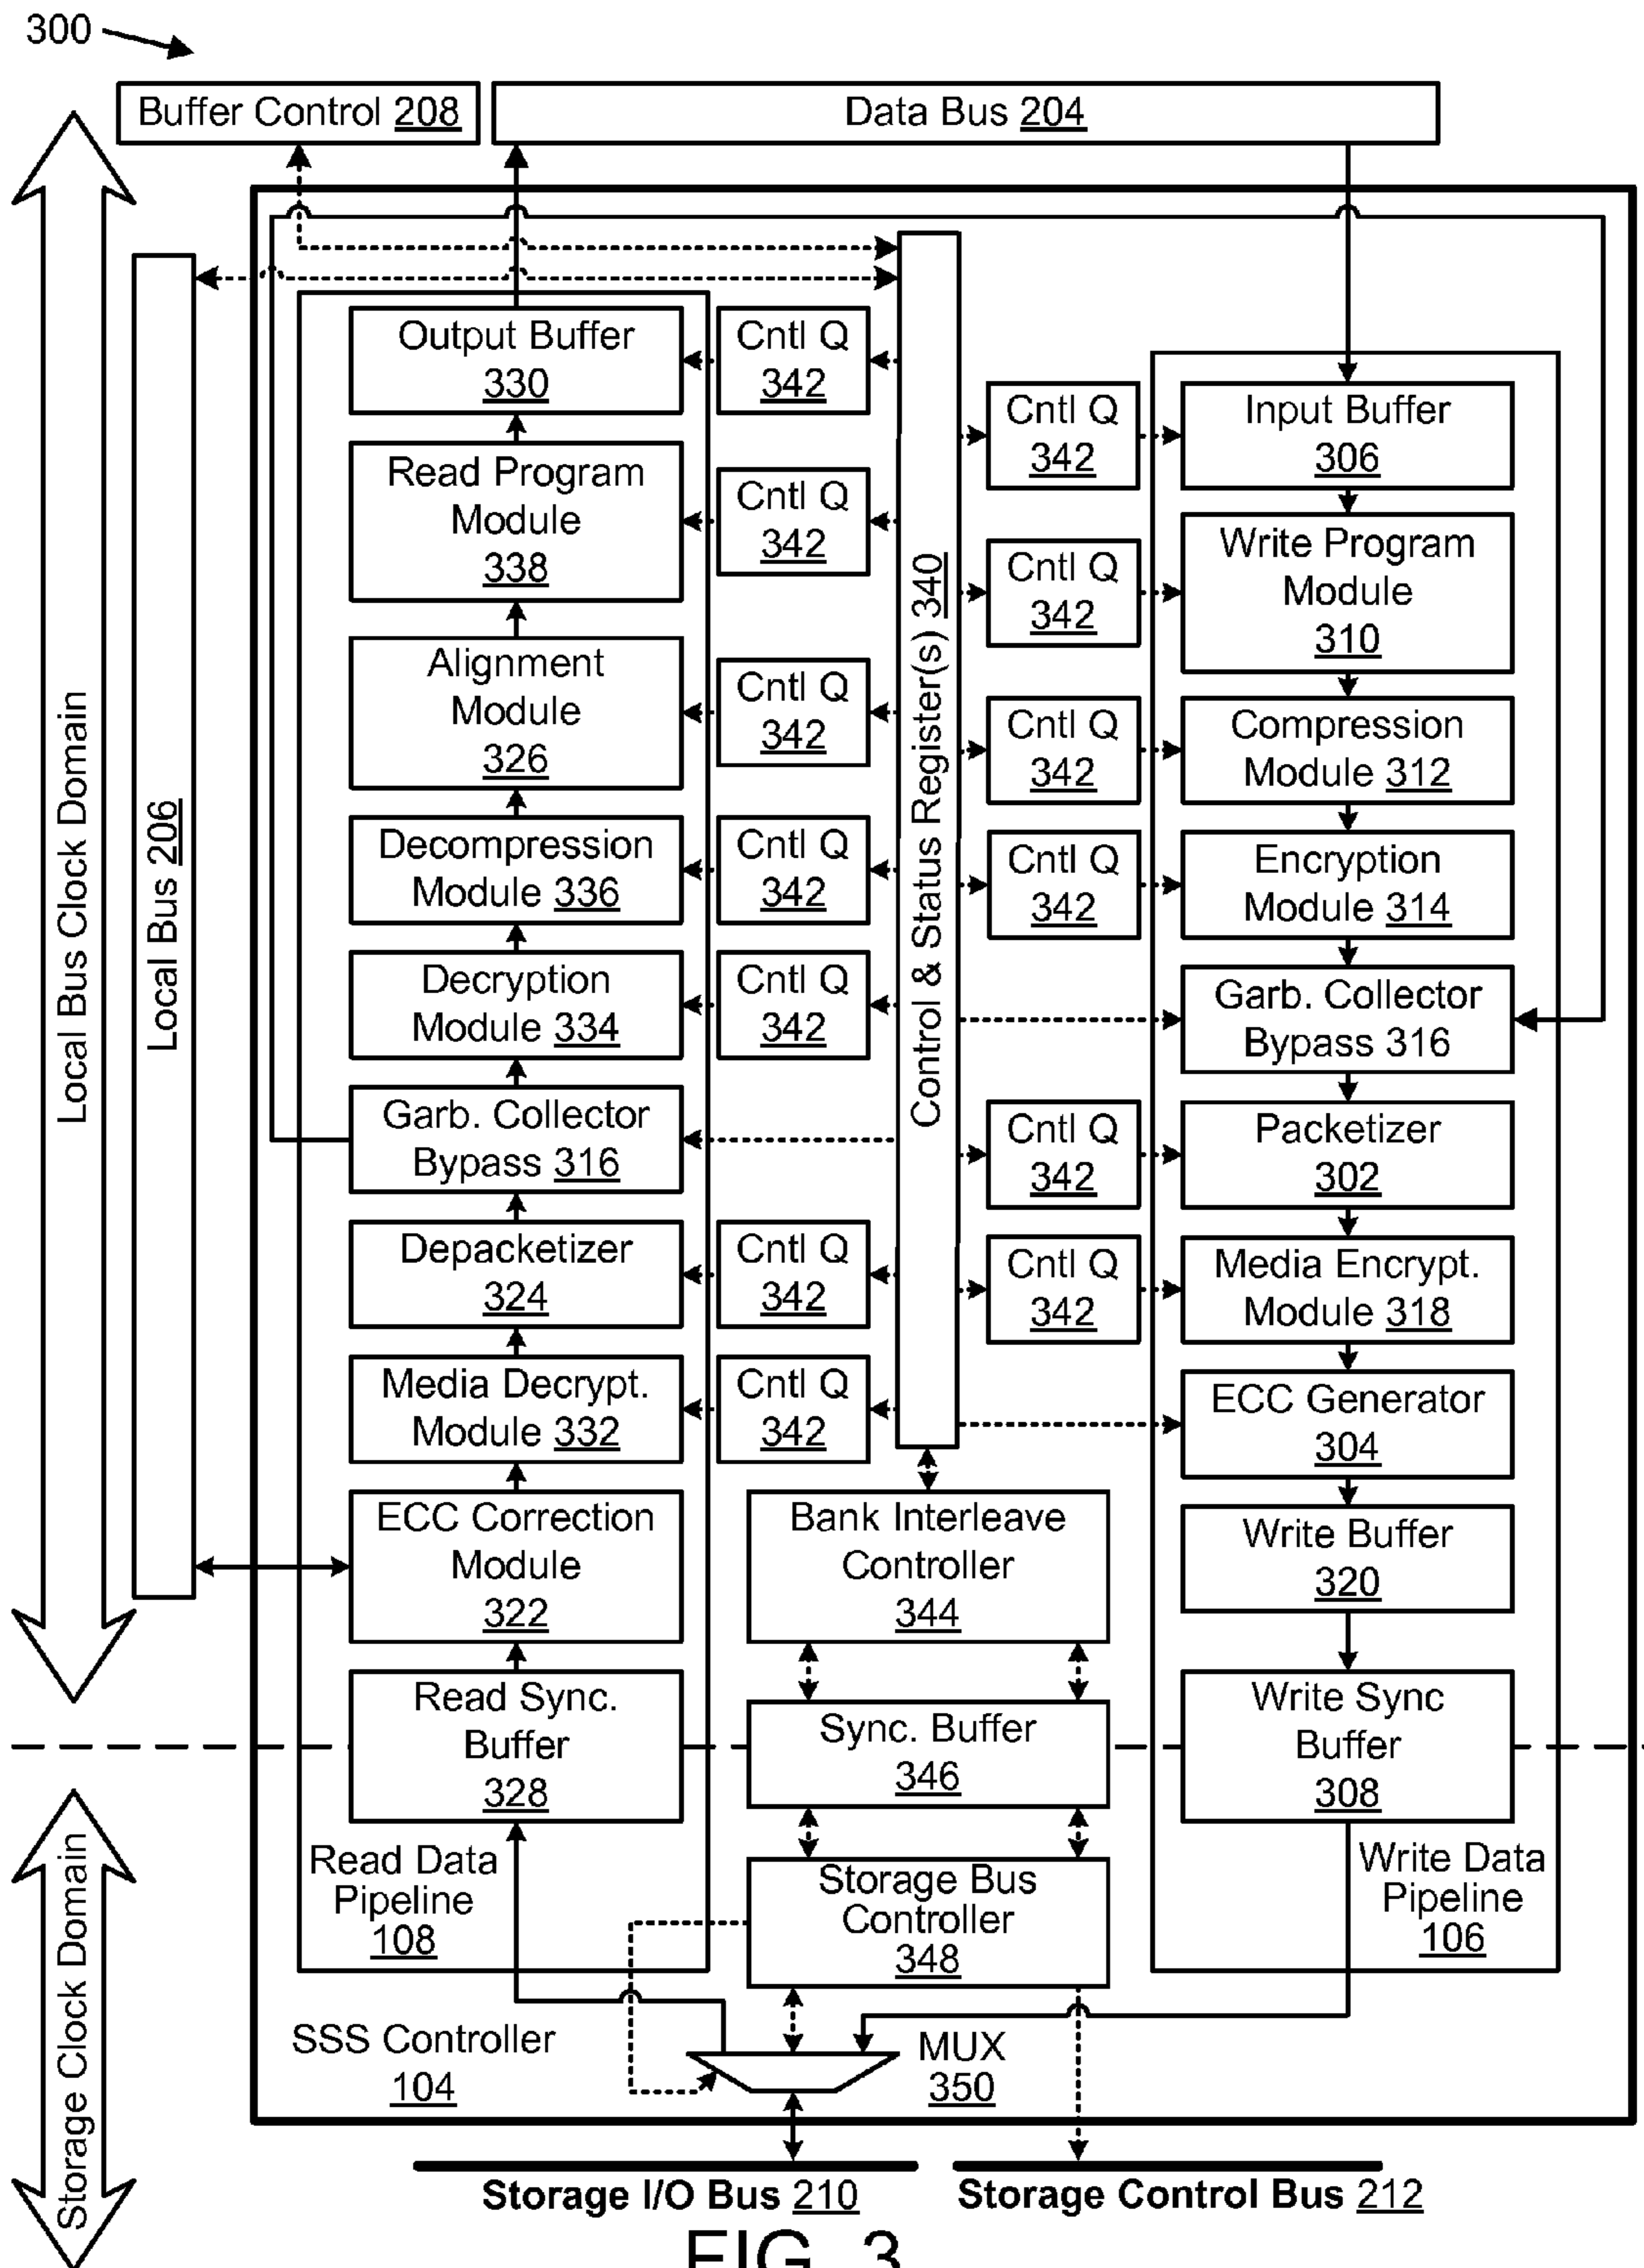 300
Buffer Control 208
Data Bus 204
Local Bus Clock Domain
Local Bus 206
Output Buffer
330
Cntl Q
342
Read Program
Module
338
Cntl Q
342
Alignment
Module
326
Cntl Q
342
Decompression
Module 336
Cntl Q
342
Decryption
Module 334
Cntl Q
342
Garb. Collector
Bypass 316
Depacketizer
324
Cntl Q
342
Media Decrypt.
Module 332
Cntl Q
342
ECC Correction
Module
322
Read Sync.
Buffer
328
Read Data
Pipeline
108
Control & Status Register(s) 340
Bank Interleave
Controller
344
Sync. Buffer
346
Storage Bus
Controller
348
Cntl Q
342
Input Buffer
306
Cntl Q
342
Write Program
Module
310
Cntl Q
342
Compression
Module 312
Cntl Q
342
Encryption
Module 314
Garb. Collector
Bypass 316
Cntl Q
342
Packetizer
302
Cntl Q
342
Media Encrypt.
Module 318
ECC Generator
304
Write Buffer
320
Write Sync
Buffer
308
Write Data
Pipeline
106
Storage Clock Domain
SSS Controller
104
MUX
350
Storage I/O Bus 210
Storage Control Bus 212
FIG. 3